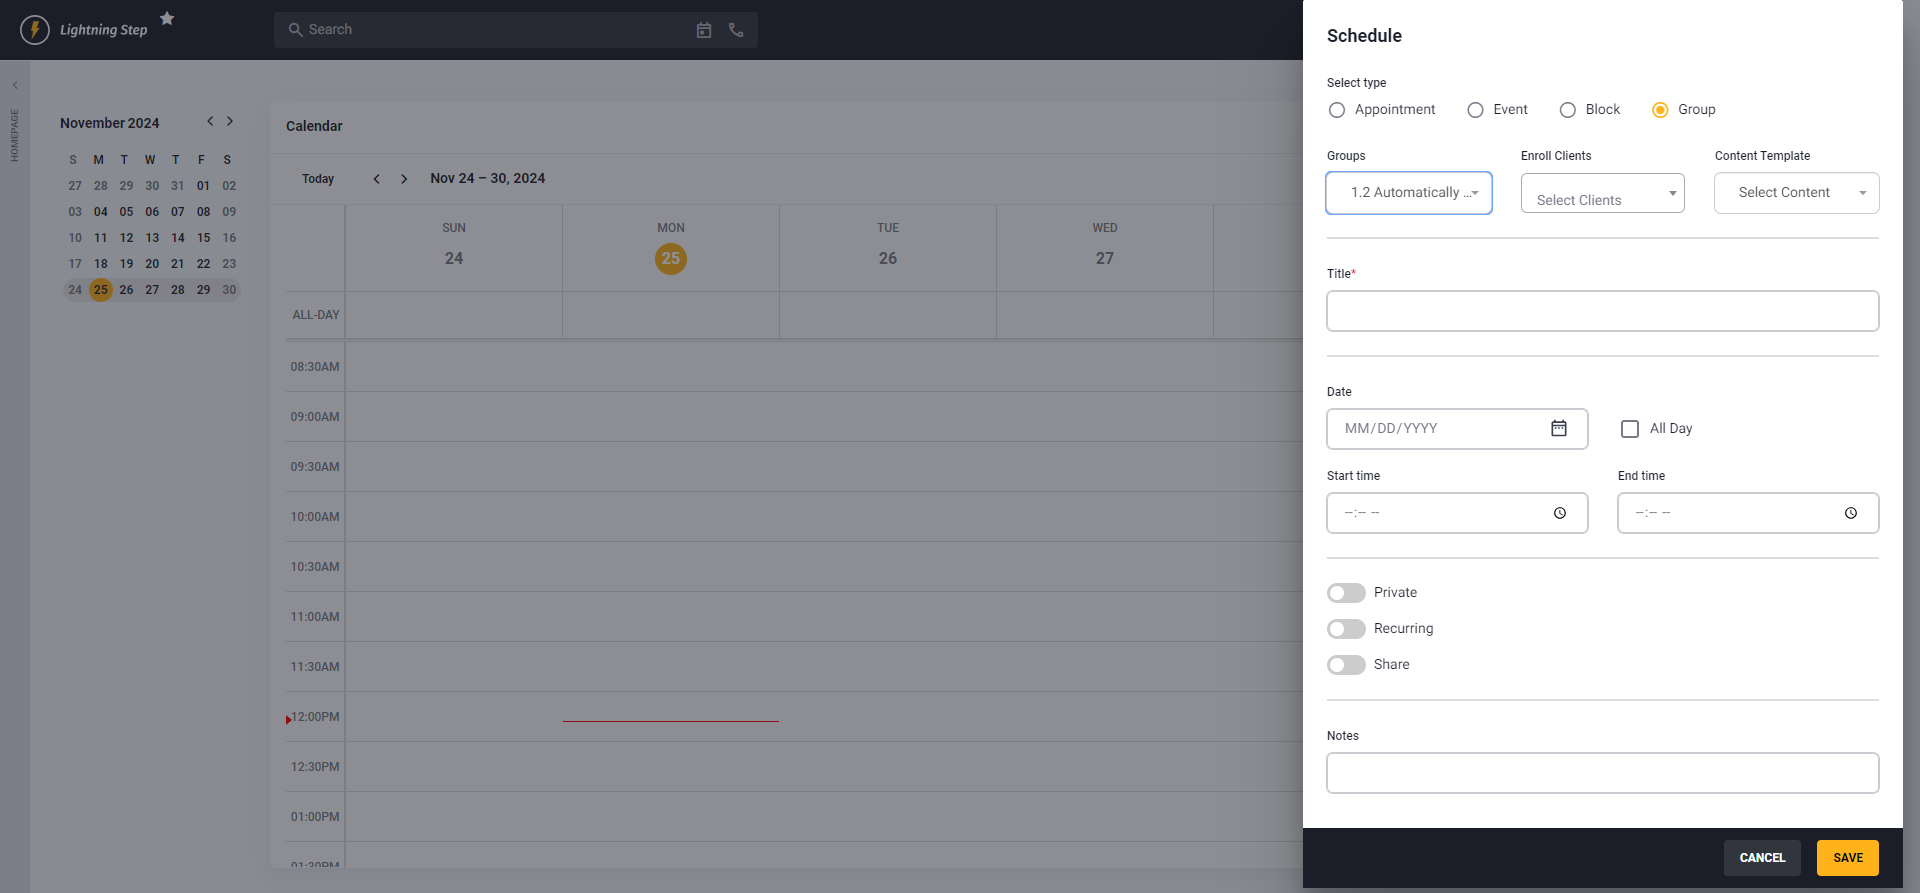 Lightning Step
Search
HOMEPAGE
November 2024
S M T W T F S
27 28 29 30 31 01 02
03 04 05 06 07 08 09
10 11 12 13 14 15 16
17 18 19 20 21 22 23
24 25 26 27 28 29 30
Calendar
Today
Nov 24 – 30, 2024
SUN MON TUE WED
24 25 26 27
ALL-DAY
08:30AM
09:00AM
09:30AM
10:00AM
10:30AM
11:00AM
11:30AM
12:00PM
12:30PM
01:00PM
01:30PM
Schedule
Select type
Appointment Event Block Group
Groups Enroll Clients Content Template
1.2 Automatically ... Select Clients Select Content
Title*
Date
MM/DD/YYYY
All Day
Start time End time
--:-- -- --:-- --
Private
Recurring
Share
Notes
CANCEL SAVE